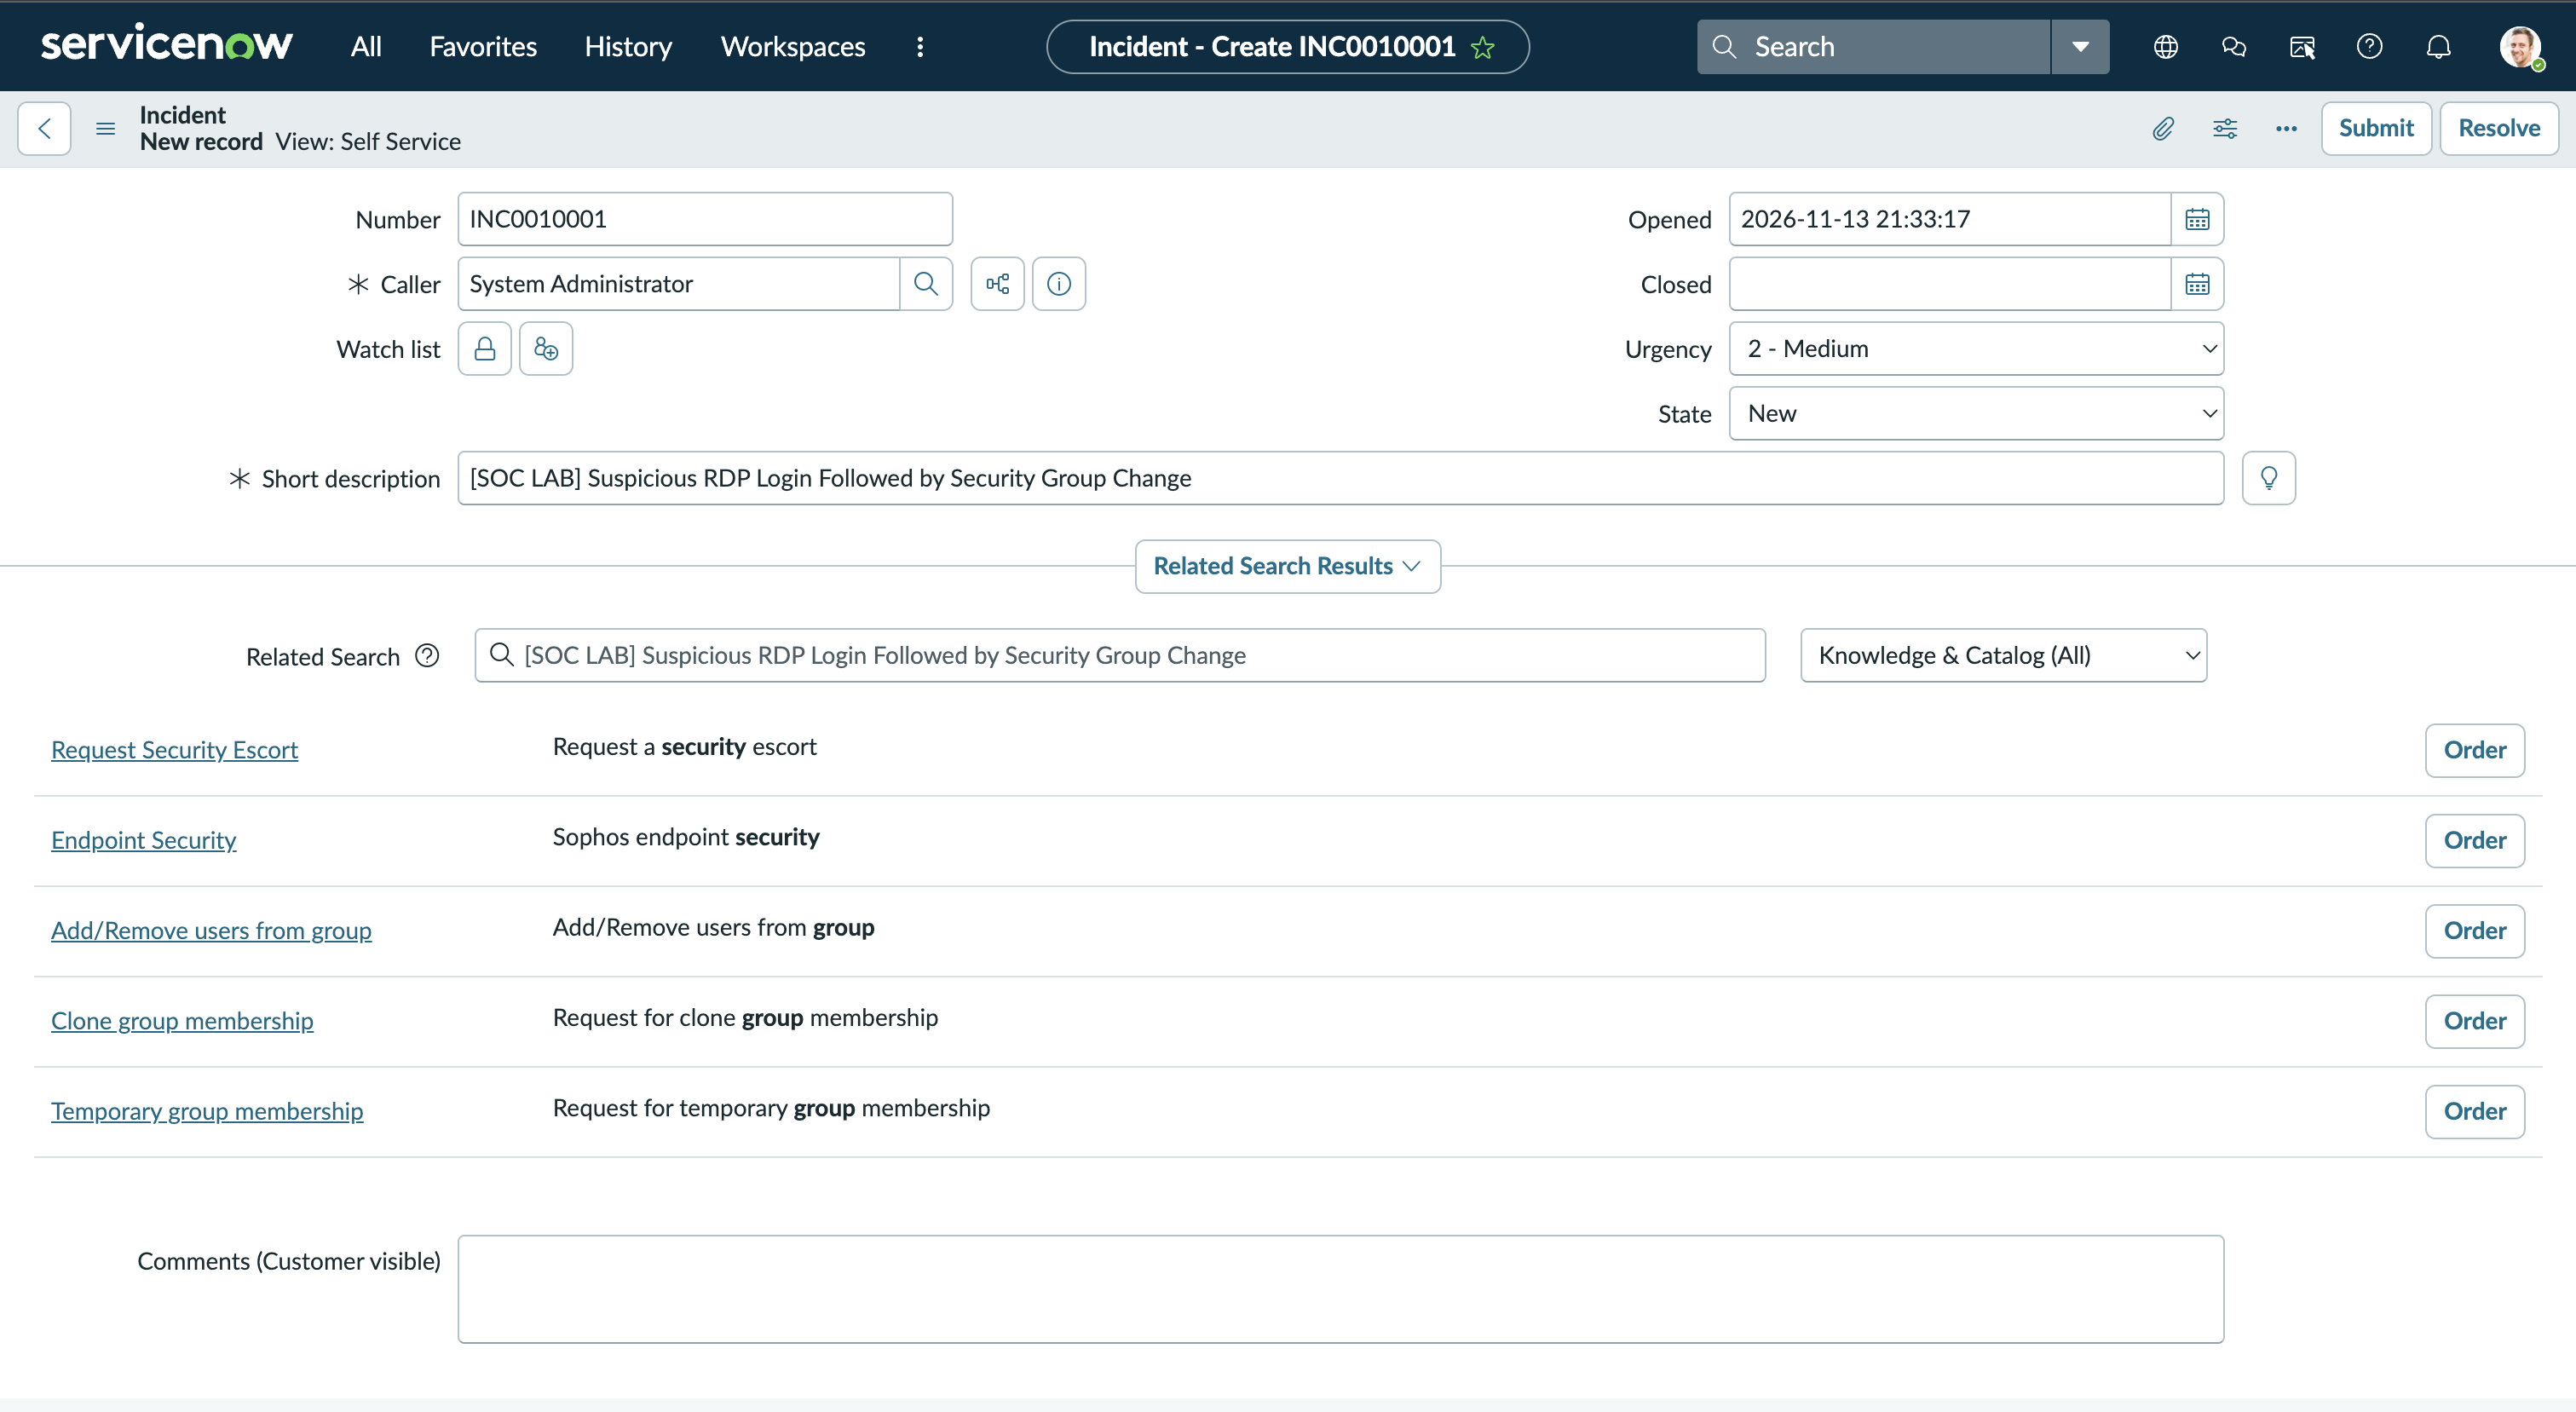 servicenow All Favorites History Workspaces Incident - Create INC0010001 Search
Incident
New record View: Self Service
Submit Resolve
Number INC0010001
Opened 2026-11-13 21:33:17
Caller System Administrator
Closed
Watch list
Urgency 2 - Medium
State New
Short description [SOC LAB] Suspicious RDP Login Followed by Security Group Change
Related Search Results
Related Search [SOC LAB] Suspicious RDP Login Followed by Security Group Change Knowledge & Catalog (All)
Request Security Escort Request a security escort Order
Endpoint Security Sophos endpoint security Order
Add/Remove users from group Add/Remove users from group Order
Clone group membership Request for clone group membership Order
Temporary group membership Request for temporary group membership Order
Comments (Customer visible)